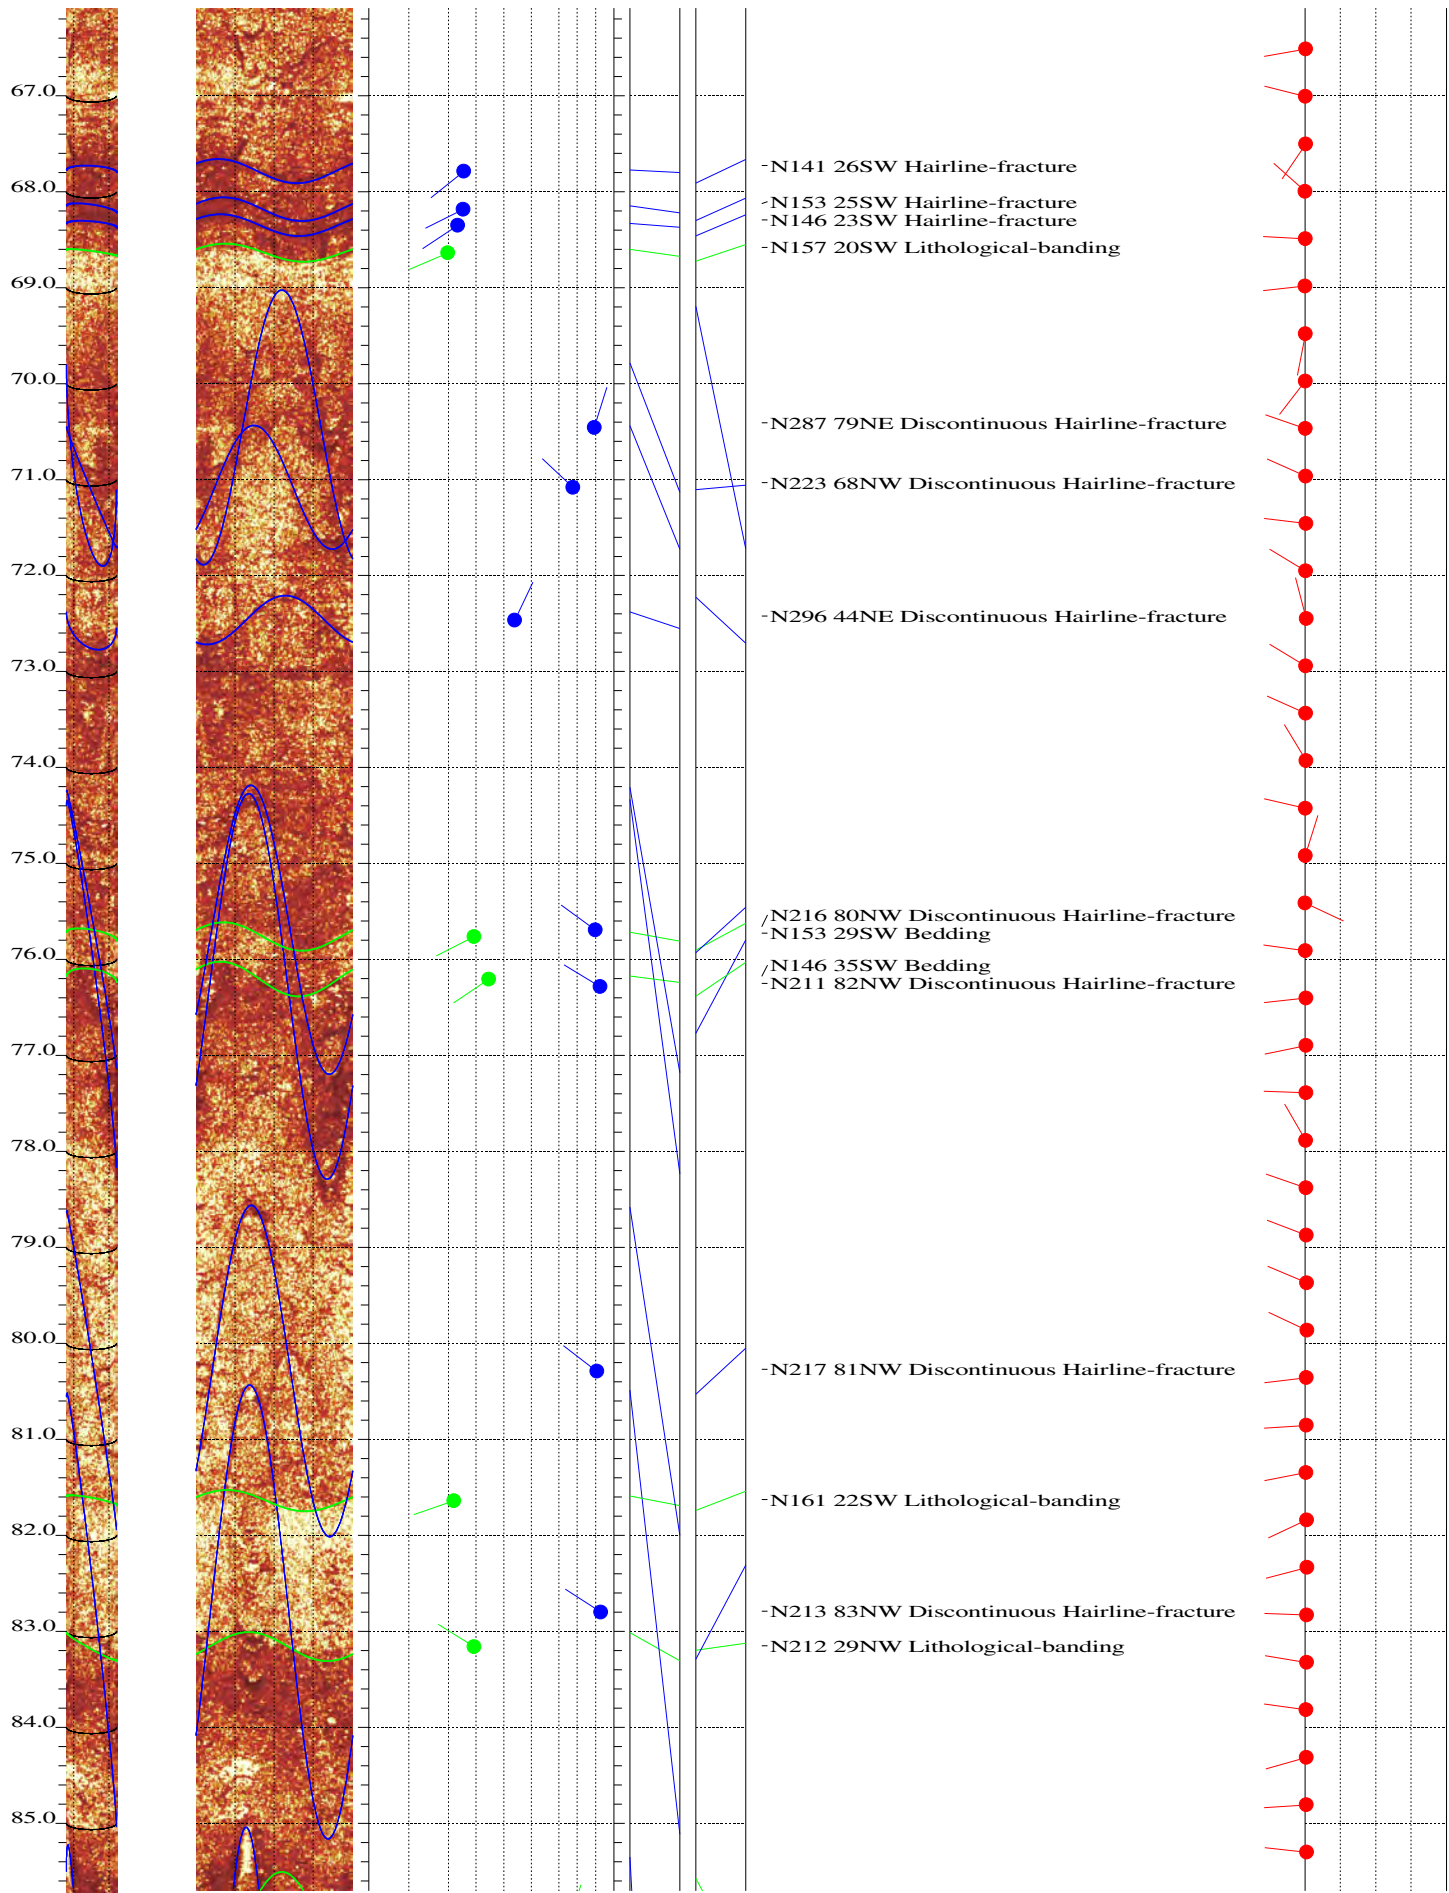 67.0
-N141 26SW Hairline-fracture
68.0
-N153 25SW Hairline-fracture
-N146 23SW Hairline-fracture
-N157 20SW Lithological-banding
69.0
70.0
-N287 79NE Discontinuous Hairline-fracture
71.0
-N223 68NW Discontinuous Hairline-fracture
72.0
-N296 44NE Discontinuous Hairline-fracture
73.0
74.0
75.0
N216 80NW Discontinuous Hairline-fracture
-N153 29SW Bedding
76.0
N146 35SW Bedding
-N211 82NW Discontinuous Hairline-fracture
77.0
78.0
79.0
80.0
-N217 81NW Discontinuous Hairline-fracture
81.0
-N161 22SW Lithological-banding
82.0
-N213 83NW Discontinuous Hairline-fracture
83.0
-N212 29NW Lithological-banding
84.0
85.0